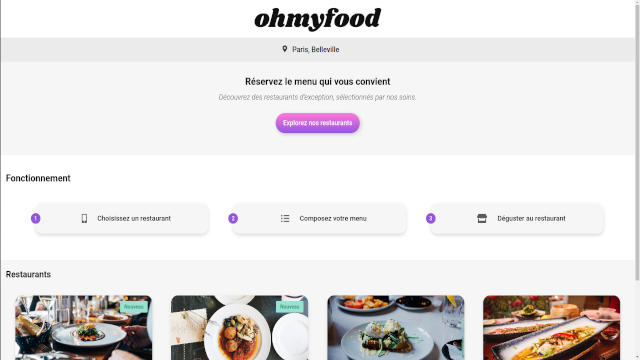 ohmyfood
Paris, Belleville
Réservez le menu qui vous convient
Découvrez des restaurants d'exception, sélectionnés par nos soins.
Explorez nos restaurants
Fonctionnement
1 Choisissez un restaurant
2 Composez votre menu
3 Déguster au restaurant
Restaurants
Nouveau
Nouveau